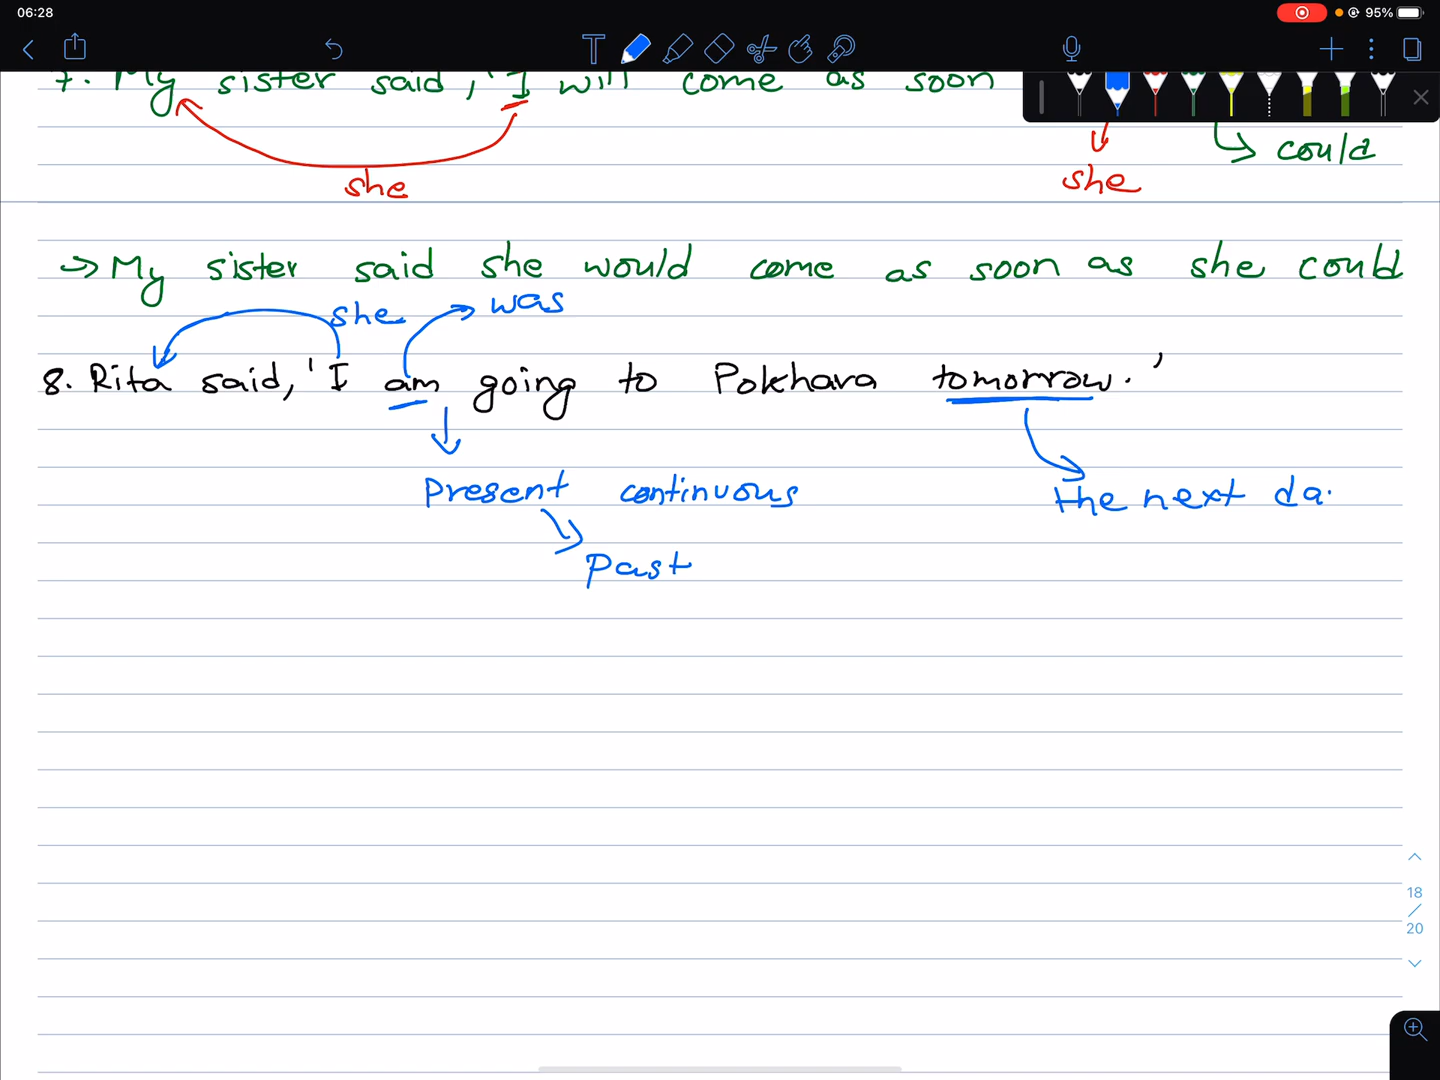 06:28
95%
7. My sister said, 'I will come as soon
could
she
she
→ My sister said she would come as soon as she could
she
was
8. Rita said, 'I am going to Pokhara tomorrow.'
Present continuous
the next da
Past
18
/
20